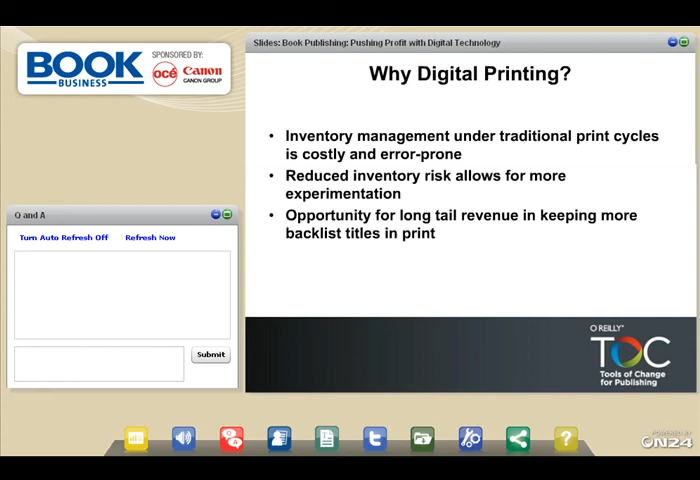 BOOK
BUSINESS
SPONSORED BY:
océ
Canon
CANON GROUP
Slides: Book Publishing: Pushing Profit with Digital Technology
Why Digital Printing?
• Inventory management under traditional print cycles
is costly and error-prone
• Reduced inventory risk allows for more
experimentation
• Opportunity for long tail revenue in keeping more
backlist titles in print
Q and A
Turn Auto Refresh Off
Refresh Now
Submit
O REILLY
TOC
Tools of Change
for Publishing
Q
A
?
POWERED BY
ON24